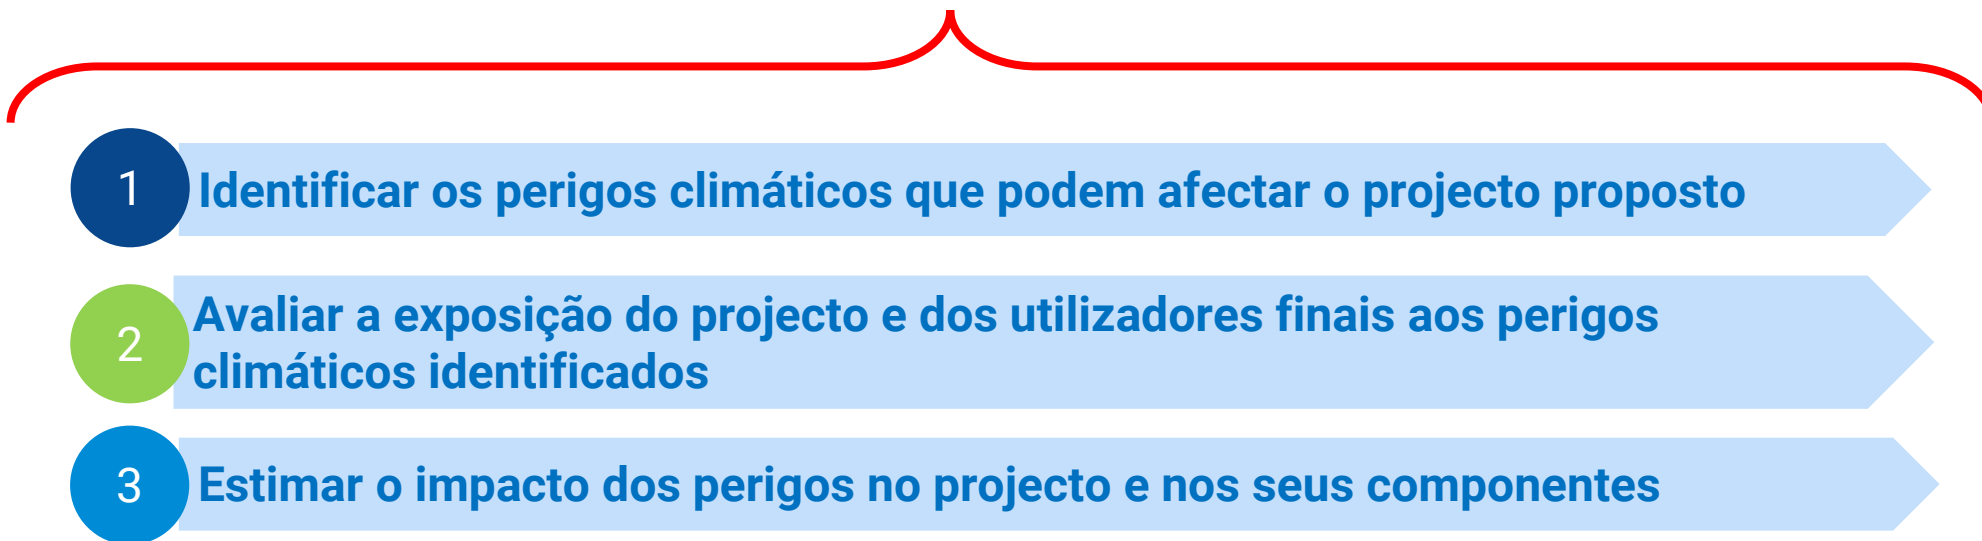 1 Identificar os perigos climáticos que podem afectar o projecto proposto
2 Avaliar a exposição do projecto e dos utilizadores finais aos perigos
climáticos identificados
3 Estimar o impacto dos perigos no projecto e nos seus componentes